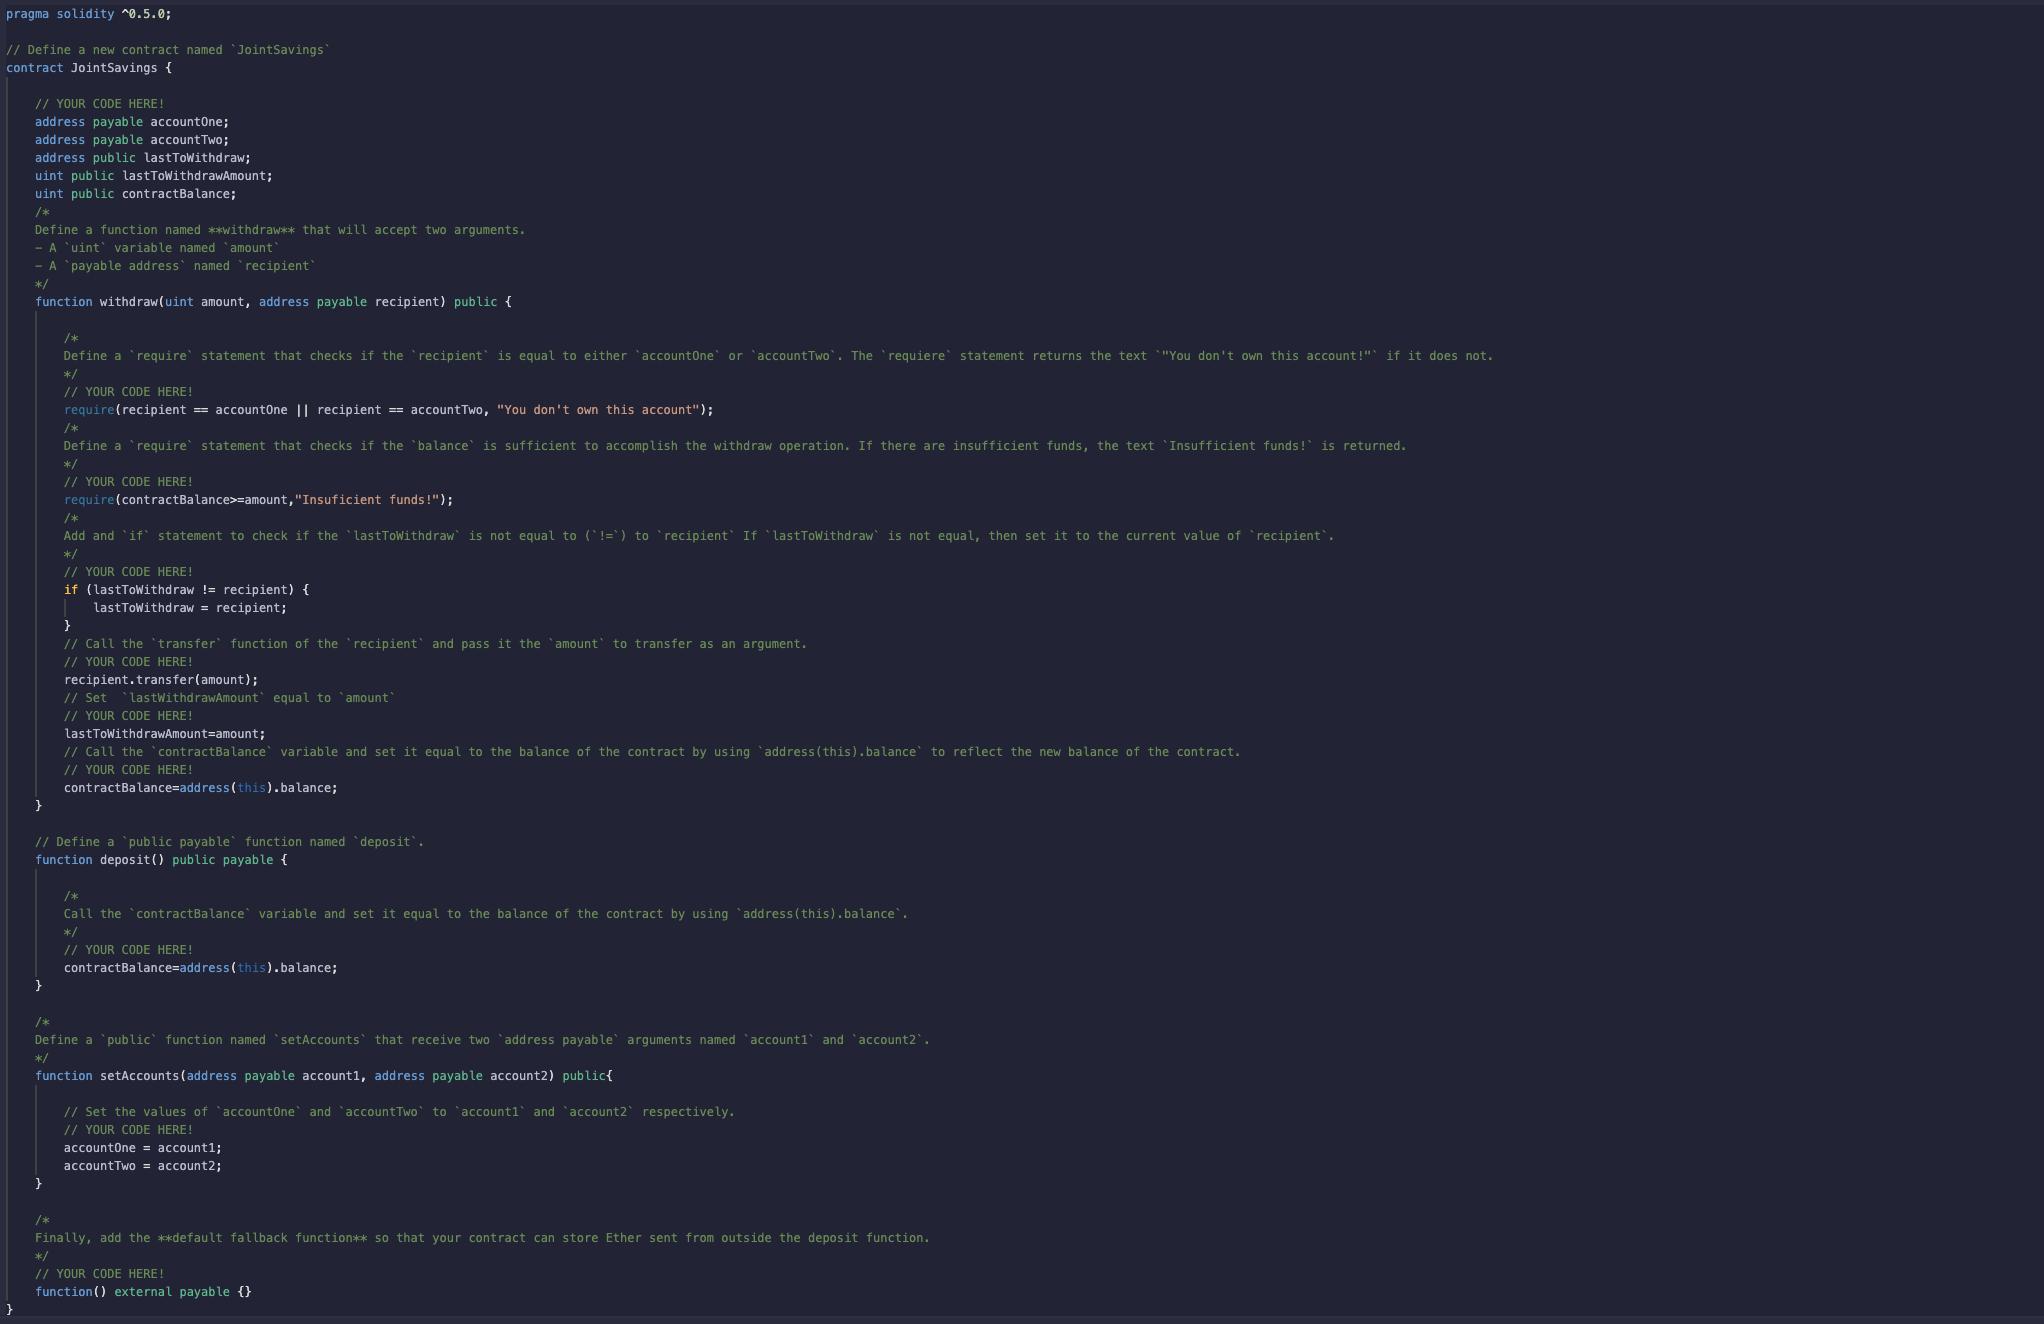 pragma solidity ^0.5.0;
// Define a new contract named `JointSavings`
contract JointSavings {
// YOUR CODE HERE!
address payable accountOne;
address payable accountTwo;
address public lastToWithdraw;
uint public lastToWithdrawAmount;
uint public contractBalance;
/*
Define a function named **withdraw** that will accept two arguments.
- A `uint` variable named `amount`
- A `payable address` named `recipient`
*/
function withdraw(uint amount, address payable recipient) public {
/*
Define a `require` statement that checks if the `recipient` is equal to either `accountOne` or `accountTwo`. The `requiere` statement returns the text `"You don't own this account!"` if it does not.
*/
// YOUR CODE HERE!
require(recipient == accountOne || recipient == accountTwo, "You don't own this account");
/*
Define a `require` statement that checks if the `balance` is sufficient to accomplish the withdraw operation. If there are insufficient funds, the text `Insufficient funds!` is returned.
*/
// YOUR CODE HERE!
require(contractBalance>=amount,"Insuficient funds!");
/*
Add and `if` statement to check if the `lastToWithdraw` is not equal to (`!=`) to `recipient` If `lastToWithdraw` is not equal, then set it to the current value of `recipient`.
*/
// YOUR CODE HERE!
if (lastToWithdraw != recipient) {
lastToWithdraw = recipient;
}
// Call the `transfer` function of the `recipient` and pass it the `amount` to transfer as an argument.
// YOUR CODE HERE!
recipient.transfer(amount);
// Set  `lastWithdrawAmount` equal to `amount`
// YOUR CODE HERE!
lastToWithdrawAmount=amount;
// Call the `contractBalance` variable and set it equal to the balance of the contract by using `address(this).balance` to reflect the new balance of the contract.
// YOUR CODE HERE!
contractBalance=address(this).balance;
}
// Define a `public payable` function named `deposit`.
function deposit() public payable {
/*
Call the `contractBalance` variable and set it equal to the balance of the contract by using `address(this).balance`.
*/
// YOUR CODE HERE!
contractBalance=address(this).balance;
}
/*
Define a `public` function named `setAccounts` that receive two `address payable` arguments named `account1` and `account2`.
*/
function setAccounts(address payable account1, address payable account2) public{
// Set the values of `accountOne` and `accountTwo` to `account1` and `account2` respectively.
// YOUR CODE HERE!
accountOne = account1;
accountTwo = account2;
}
/*
Finally, add the **default fallback function** so that your contract can store Ether sent from outside the deposit function.
*/
// YOUR CODE HERE!
function() external payable {}
}